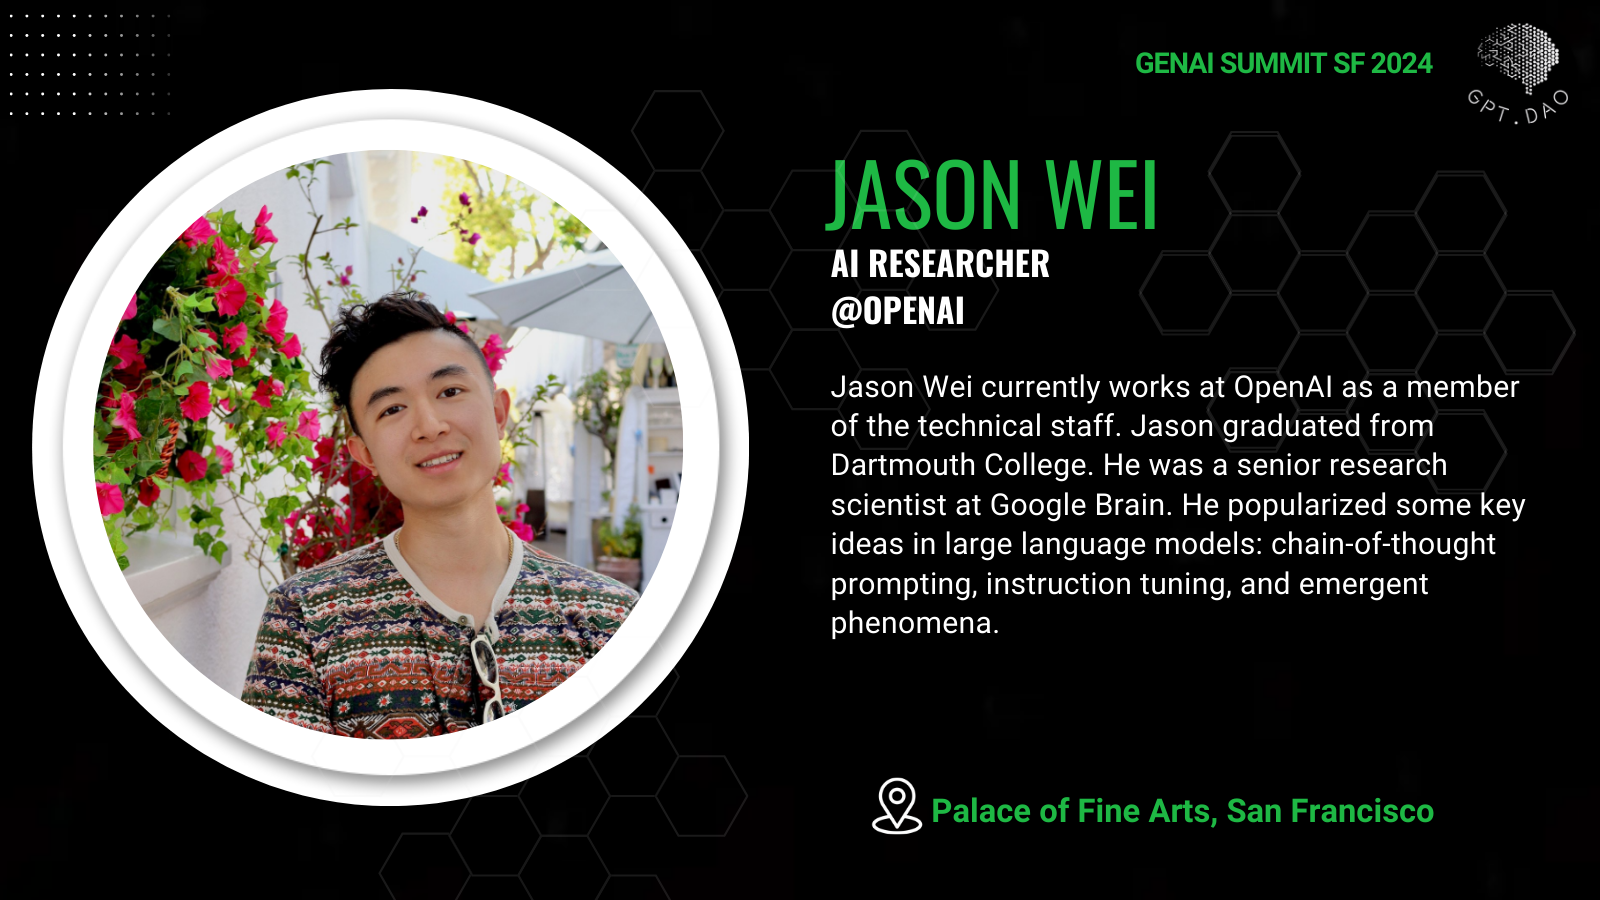 GENAI SUMMIT SF 2024
GPT.DAO
JASON WEI
AI RESEARCHER
@OPENAI
Jason Wei currently works at OpenAI as a member
of the technical staff. Jason graduated from
Dartmouth College. He was a senior research
scientist at Google Brain. He popularized some key
ideas in large language models: chain-of-thought
prompting, instruction tuning, and emergent
phenomena.
Palace of Fine Arts, San Francisco